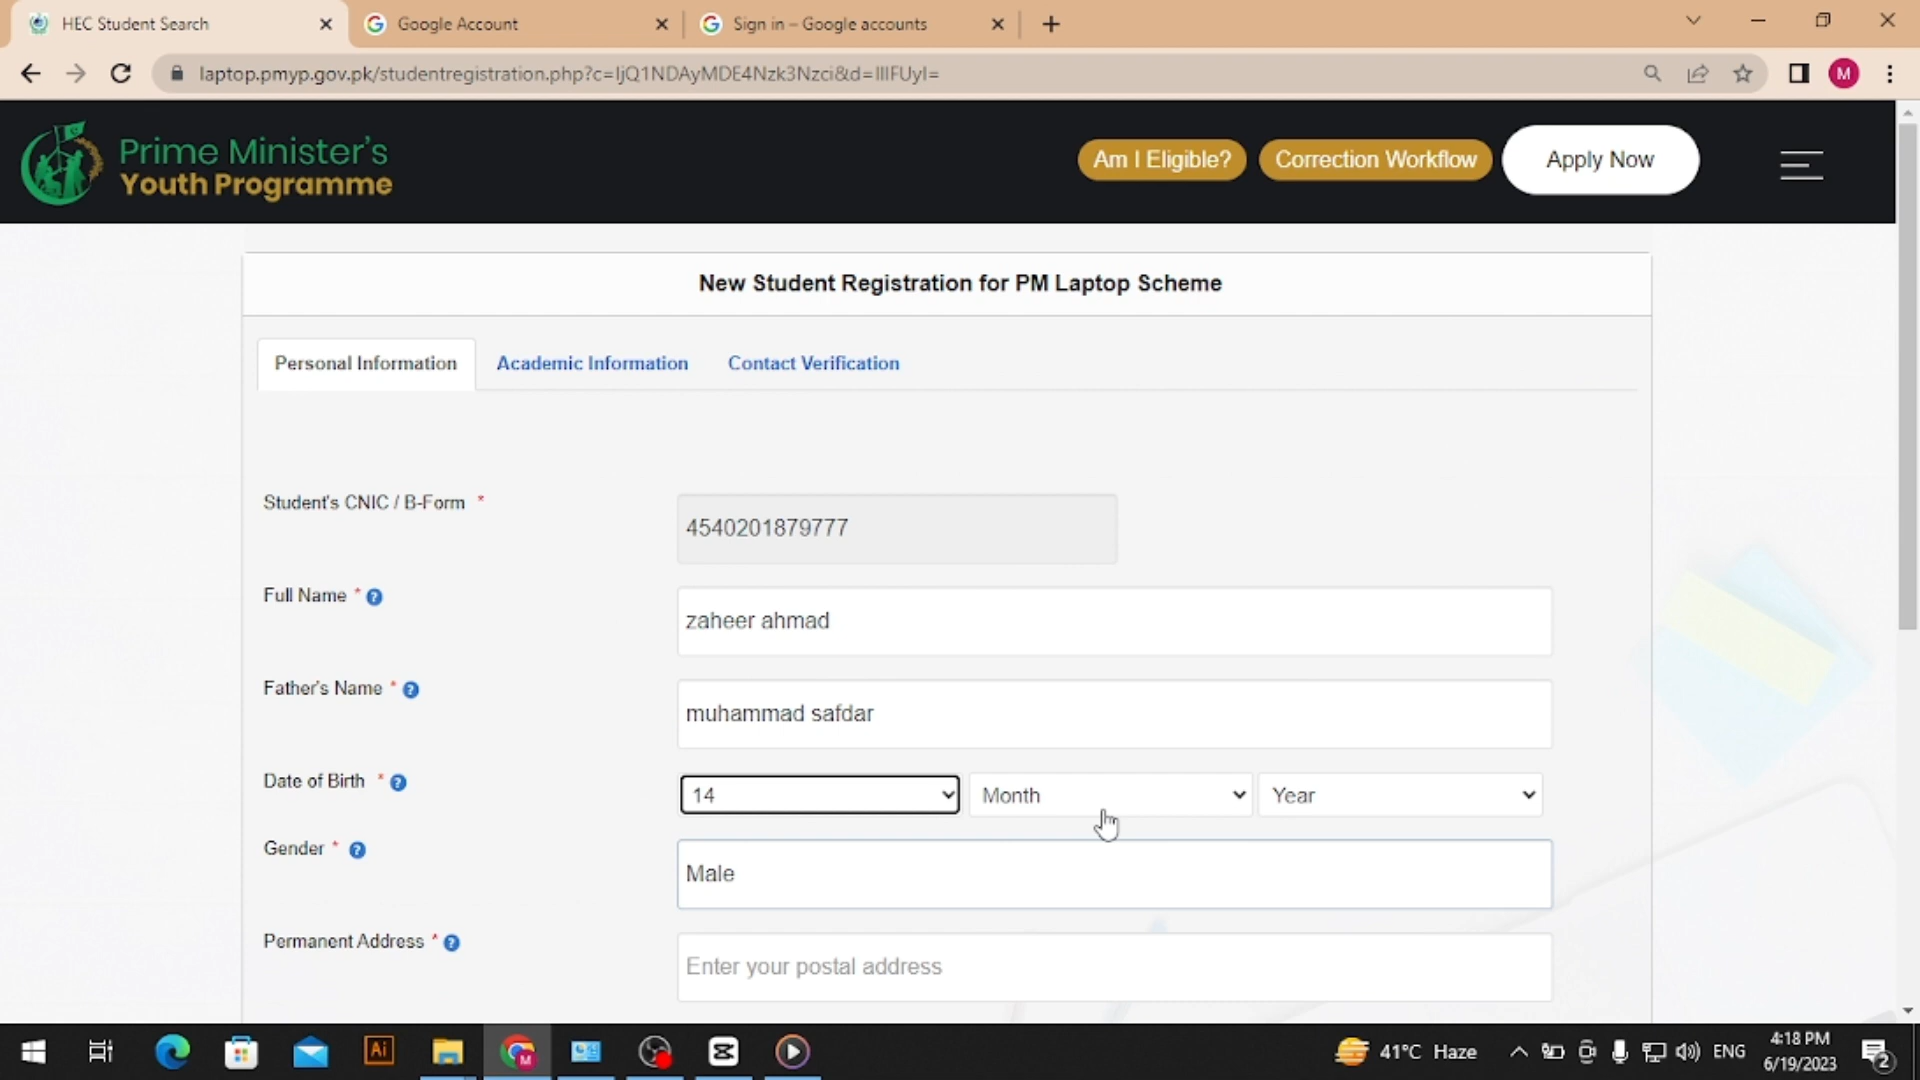 HEC Student Search
Google Account
Sign in – Google accounts
laptop.pmyp.gov.pk/studentregistration.php?c=IjQ1NDAyMDE4Nzk3Nzci&d=IlIFUyI=
M
Prime Minister's
Youth Programme
Am I Eligible?
Correction Workflow
Apply Now
New Student Registration for PM Laptop Scheme
Personal Information
Academic Information
Contact Verification
Student's CNIC / B-Form *
4540201879777
Full Name * ?
zaheer ahmad
Father's Name * ?
muhammad safdar
Date of Birth * ?
14
Month
Year
Gender * ?
Male
Permanent Address * ?
Enter your postal address
Ai
M
41°C Haze
ENG
4:18 PM
6/19/2023
2